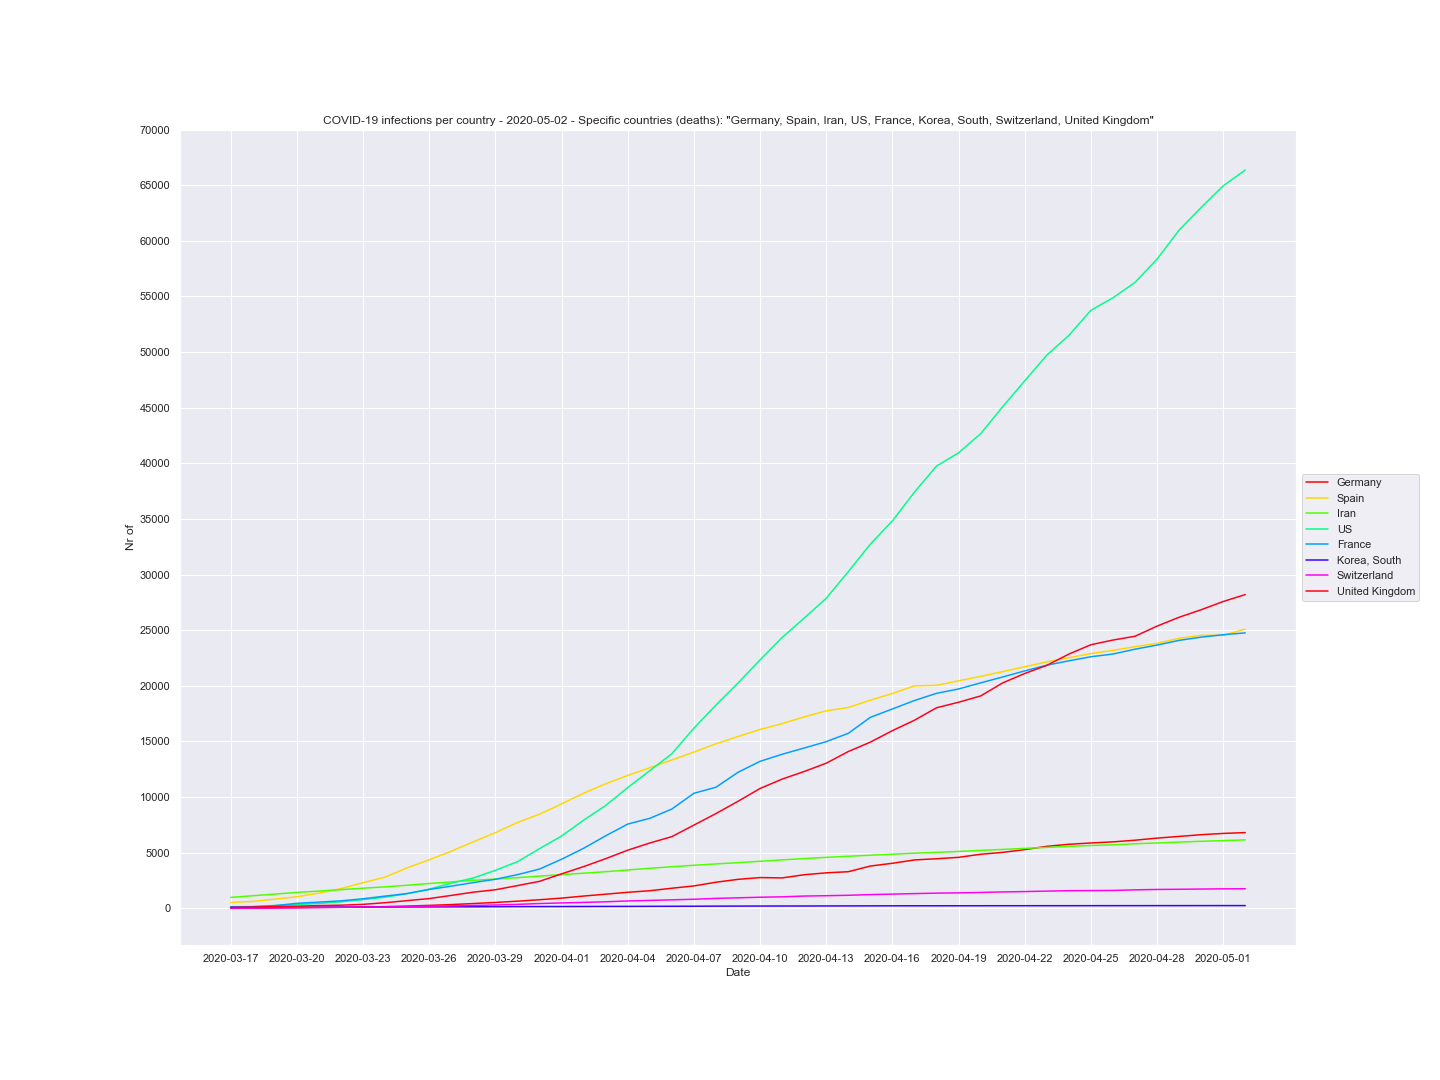 COVID-19 infections per country - 2020-05-02 - Specific countries (deaths): "Germany, Spain, Iran, US, France, Korea, South, Switzerland, United Kingdom"
70000
65000
60000
55000
50000
45000
40000
35000
30000
25000
20000
15000
10000
5000
0
Nr of
Germany
Spain
Iran
US
France
Korea, South
Switzerland
United Kingdom
2020-03-17 2020-03-20 2020-03-23 2020-03-26 2020-03-29 2020-04-01 2020-04-04 2020-04-07 2020-04-10 2020-04-13 2020-04-16 2020-04-19 2020-04-22 2020-04-25 2020-04-28 2020-05-01
Date